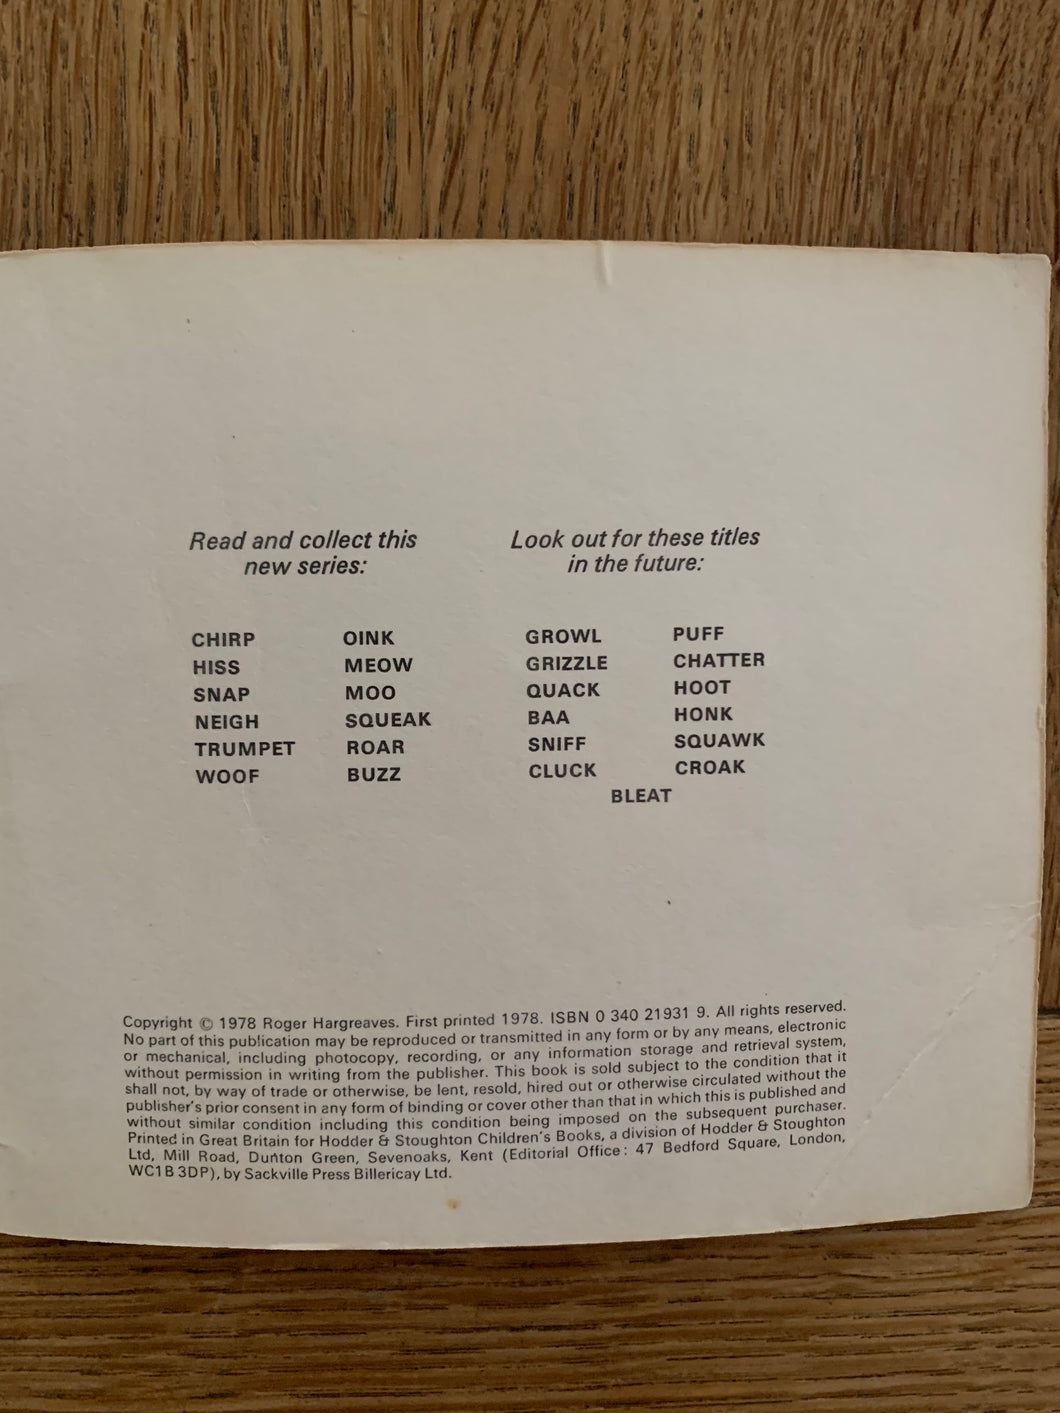 Read and collect this
new series:
CHIRP
HISS
SNAP
NEIGH
TRUMPET
WOOF
OINK
MEOW
MOO
SQUEAK
ROAR
BUZZ
Look out for these titles
in the future:
GROWL
GRIZZLE
QUACK
BAA
SNIFF
CLUCK
PUFF
CHATTER
HOOT
HONK
SQUAWK
CROAK
BLEAT
Copyright © 1978 Roger Hargreaves. First printed 1978. ISBN 0 340 21931 9. All rights reserved.
No part of this publication may be reproduced or transmitted in any form or by any means, electronic
or mechanical, including photocopy, recording, or any information storage and retrieval system,
without permission in writing from the publisher. This book is sold subject to the condition that it
shall not, by way of trade or otherwise, be lent, resold, hired out or otherwise circulated without the
publisher's prior consent in any form of binding or cover other than that in which this is published and
without similar condition including this condition being imposed on the subsequent purchaser.
Printed in Great Britain for Hodder & Stoughton Children's Books, a division of Hodder & Stoughton
Ltd, Mill Road, Dunton Green, Sevenoaks, Kent (Editorial Office: 47 Bedford Square, London,
WC1B 3DP), by Sackville Press Billericay Ltd.